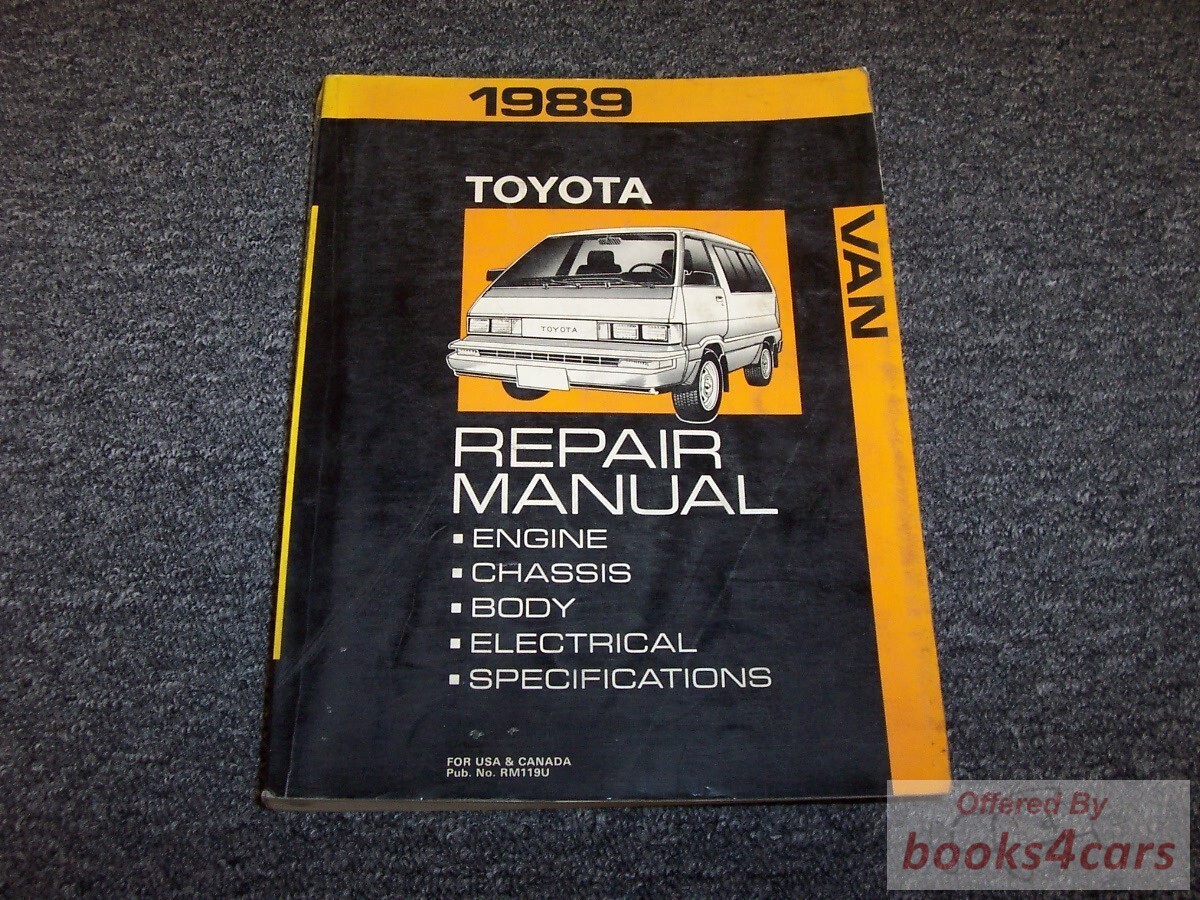 1989
TOYOTA
VAN
TOYOTA
REPAIR
MANUAL
▪ ENGINE
▪ CHASSIS
▪ BODY
▪ ELECTRICAL
▪ SPECIFICATIONS
FOR USA & CANADA
Pub. No. RM119U
Offered By
books4cars